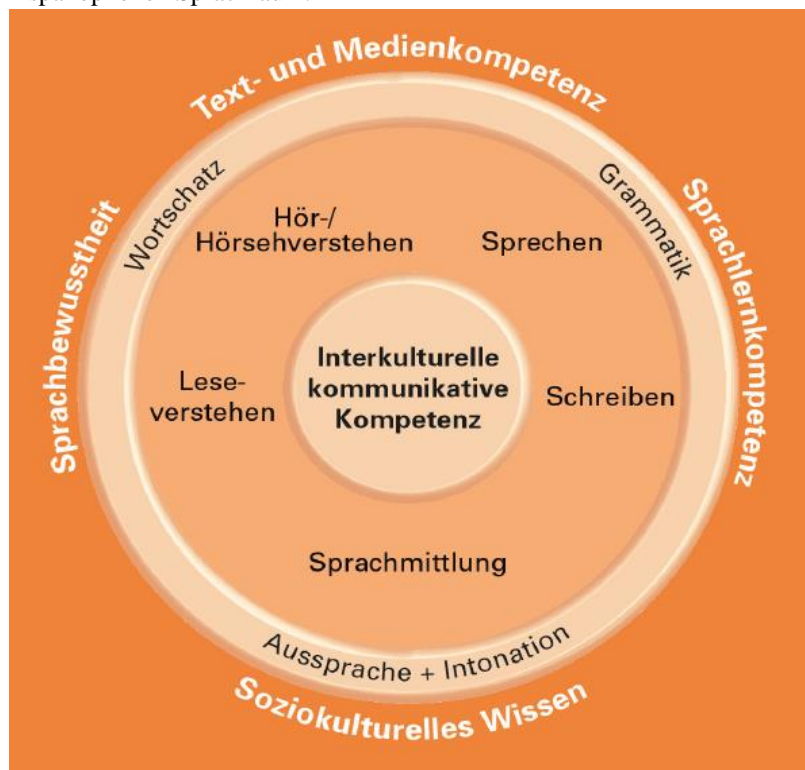 Text- und Medienkompetenz
Sprachbewusstheit
Sprachlernkompetenz
Wortschatz
Grammatik
Hör-/
Hörsehverstehen
Sprechen
Interkulturelle
kommunikative
Kompetenz
Lese-
verstehen
Schreiben
Sprachmittlung
Aussprache + Intonation
Soziokulturelles Wissen